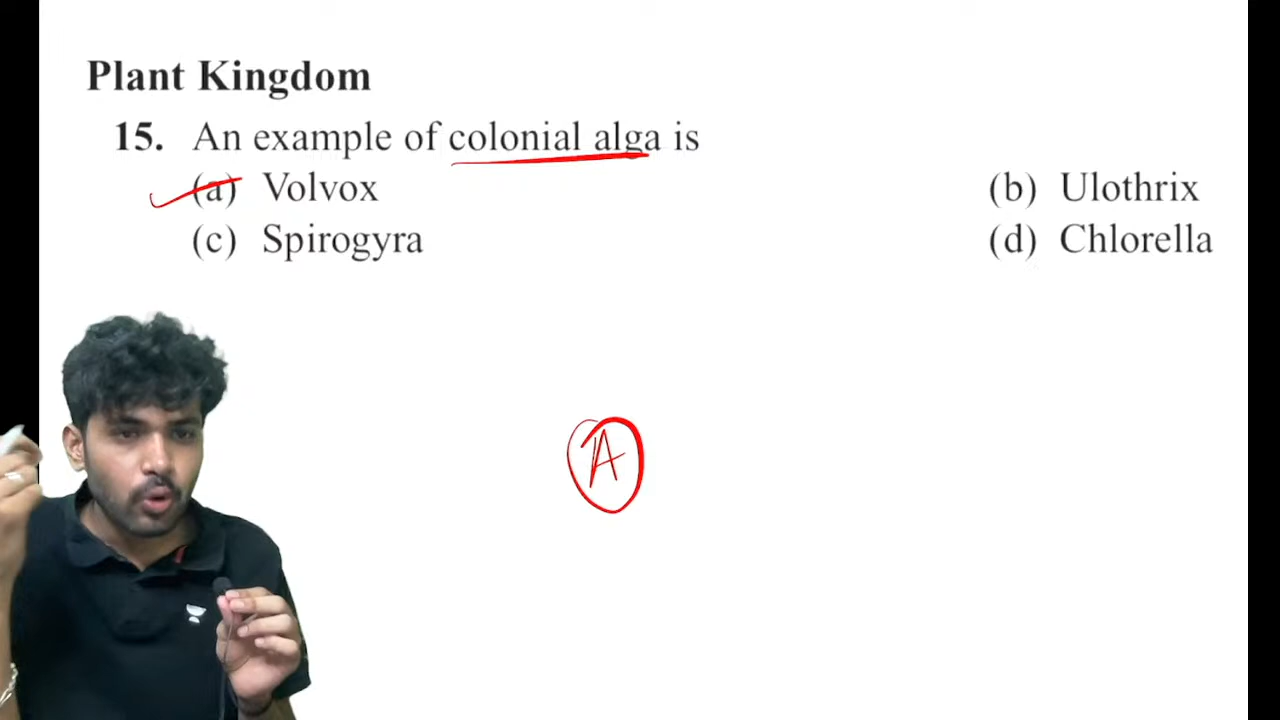 Plant Kingdom
15. An example of colonial alga is
(a) Volvox (b) Ulothrix
(c) Spirogyra (d) Chlorella
A